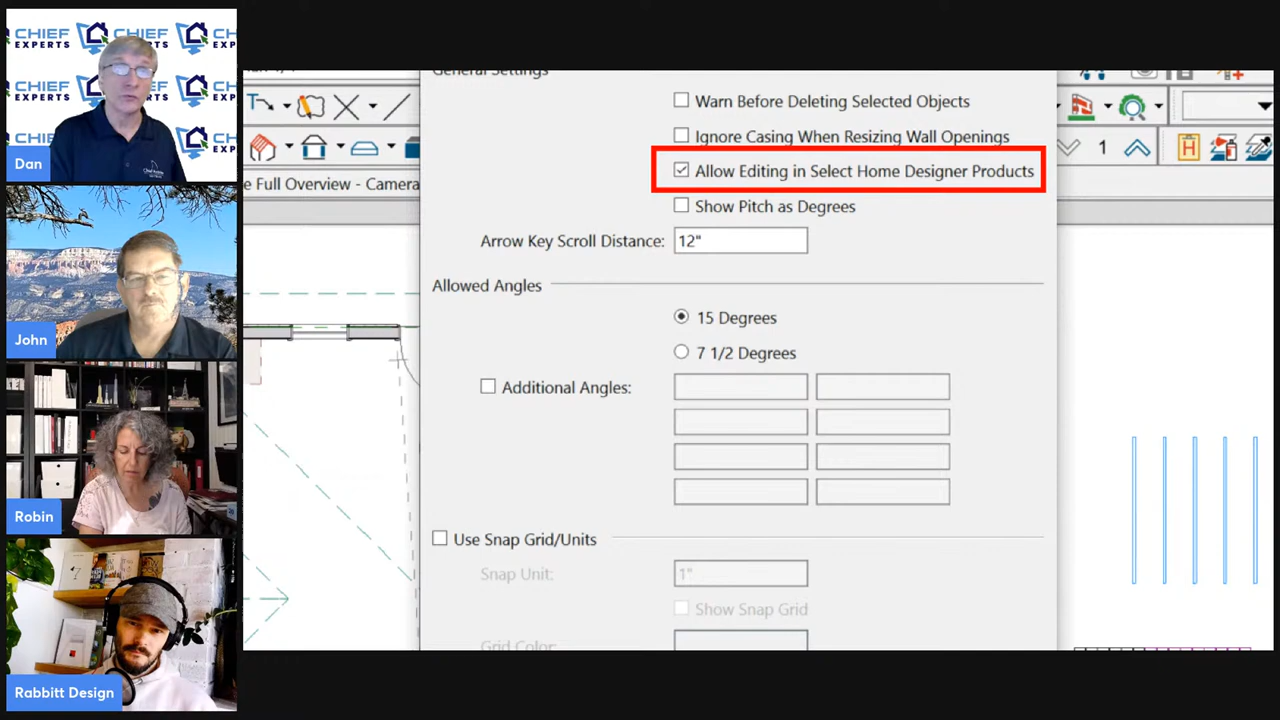 CHIEF
EXPERTS
Dan
John
Robin
Rabbitt Design
General Settings
Warn Before Deleting Selected Objects
Ignore Casing When Resizing Wall Openings
Allow Editing in Select Home Designer Products
Show Pitch as Degrees
Arrow Key Scroll Distance: 12"
Allowed Angles
15 Degrees
7 1/2 Degrees
Additional Angles:
Use Snap Grid/Units
Snap Unit: 1"
Show Snap Grid
Grid Color:
e Full Overview - Camera
1
H